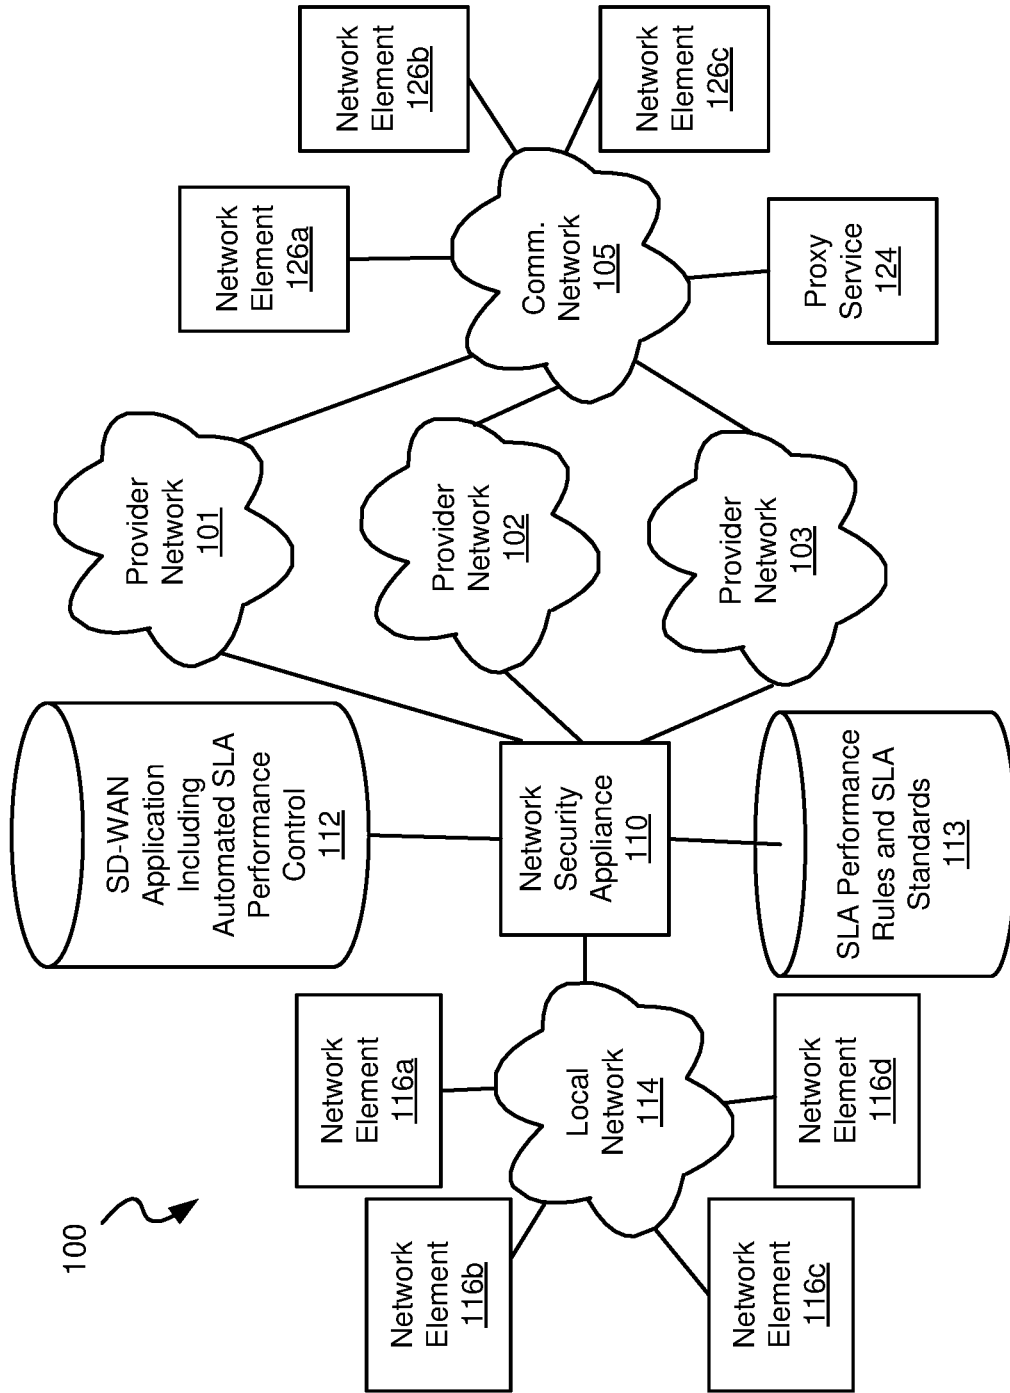 100
Network
Element
116b
Network
Element
116a
Local
Network
114
Network
Element
116c
Network
Element
116d
SD-WAN
Application
Including
Automated SLA
Performance
Control
112
Network
Security
Appliance
110
SLA Performance
Rules and SLA
Standards
113
Provider
Network
101
Provider
Network
102
Provider
Network
103
Network
Element
126a
Network
Element
126b
Comm.
Network
105
Network
Element
126c
Proxy
Service
124